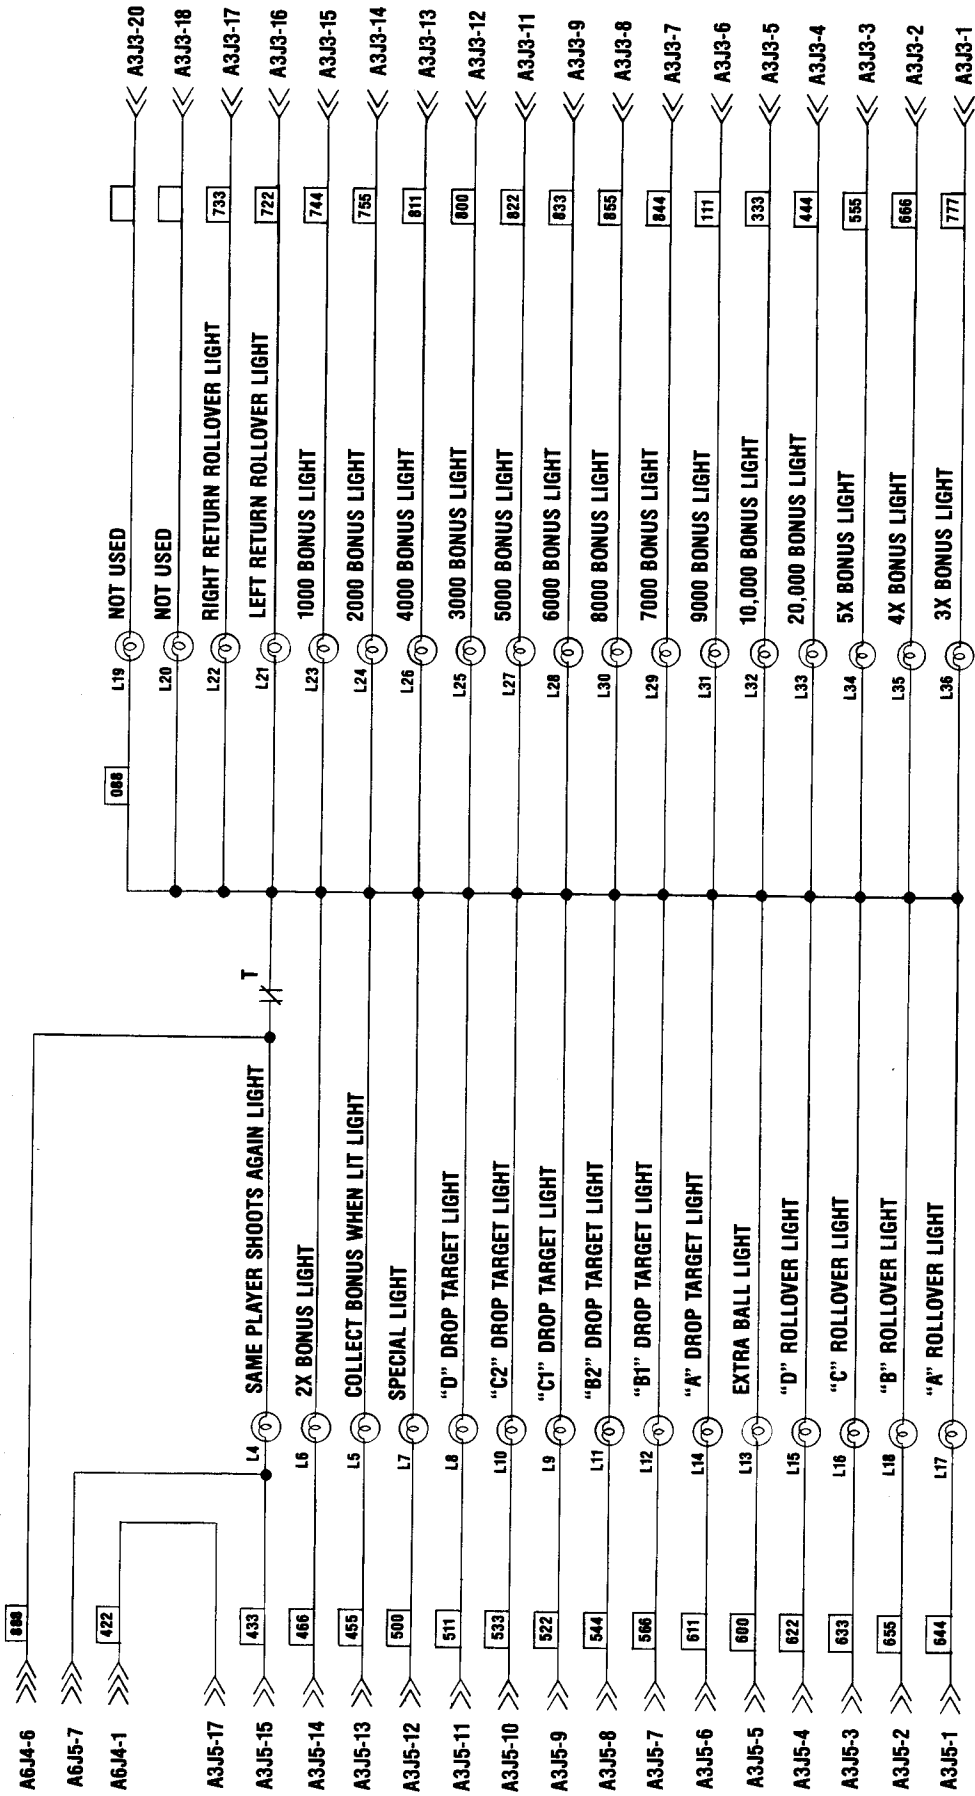 A6J4-6 888
A6J5-7
A6J4-1 422 088 L19 NOT USED A3J3-20
L20 NOT USED A3J3-18
A3J5-17 L22 RIGHT RETURN ROLLOVER LIGHT 733 A3J3-17
A3J5-15 433 L4 SAME PLAYER SHOOTS AGAIN LIGHT T L21 LEFT RETURN ROLLOVER LIGHT 722 A3J3-16
A3J5-14 466 L6 2X BONUS LIGHT L23 1000 BONUS LIGHT 744 A3J3-15
A3J5-13 455 L5 COLLECT BONUS WHEN LIT LIGHT L24 2000 BONUS LIGHT 755 A3J3-14
A3J5-12 500 L7 SPECIAL LIGHT L26 4000 BONUS LIGHT 811 A3J3-13
A3J5-11 511 L8 “D” DROP TARGET LIGHT L25 3000 BONUS LIGHT 800 A3J3-12
A3J5-10 533 L10 “C2” DROP TARGET LIGHT L27 5000 BONUS LIGHT 822 A3J3-11
A3J5-9 522 L9 “C1” DROP TARGET LIGHT L28 6000 BONUS LIGHT 833 A3J3-9
A3J5-8 544 L11 “B2” DROP TARGET LIGHT L30 8000 BONUS LIGHT 855 A3J3-8
A3J5-7 566 L12 “B1” DROP TARGET LIGHT L29 7000 BONUS LIGHT 844 A3J3-7
A3J5-6 611 L14 “A” DROP TARGET LIGHT L31 9000 BONUS LIGHT 111 A3J3-6
A3J5-5 600 L13 EXTRA BALL LIGHT L32 10,000 BONUS LIGHT 333 A3J3-5
A3J5-4 622 L15 “D” ROLLOVER LIGHT L33 20,000 BONUS LIGHT 444 A3J3-4
A3J5-3 633 L16 “C” ROLLOVER LIGHT L34 5X BONUS LIGHT 555 A3J3-3
A3J5-2 655 L18 “B” ROLLOVER LIGHT L35 4X BONUS LIGHT 666 A3J3-2
A3J5-1 644 L17 “A” ROLLOVER LIGHT L36 3X BONUS LIGHT 777 A3J3-1